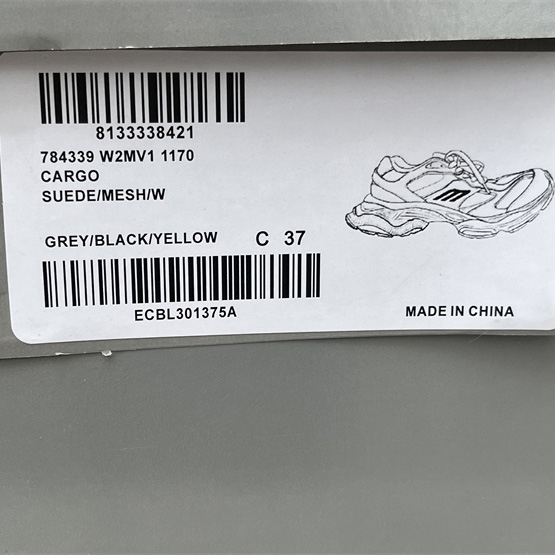 8133338421
784339 W2MV1 1170
CARGO
SUEDE/MESH/W
GREY/BLACK/YELLOW C 37
ECBL301375A
MADE IN CHINA